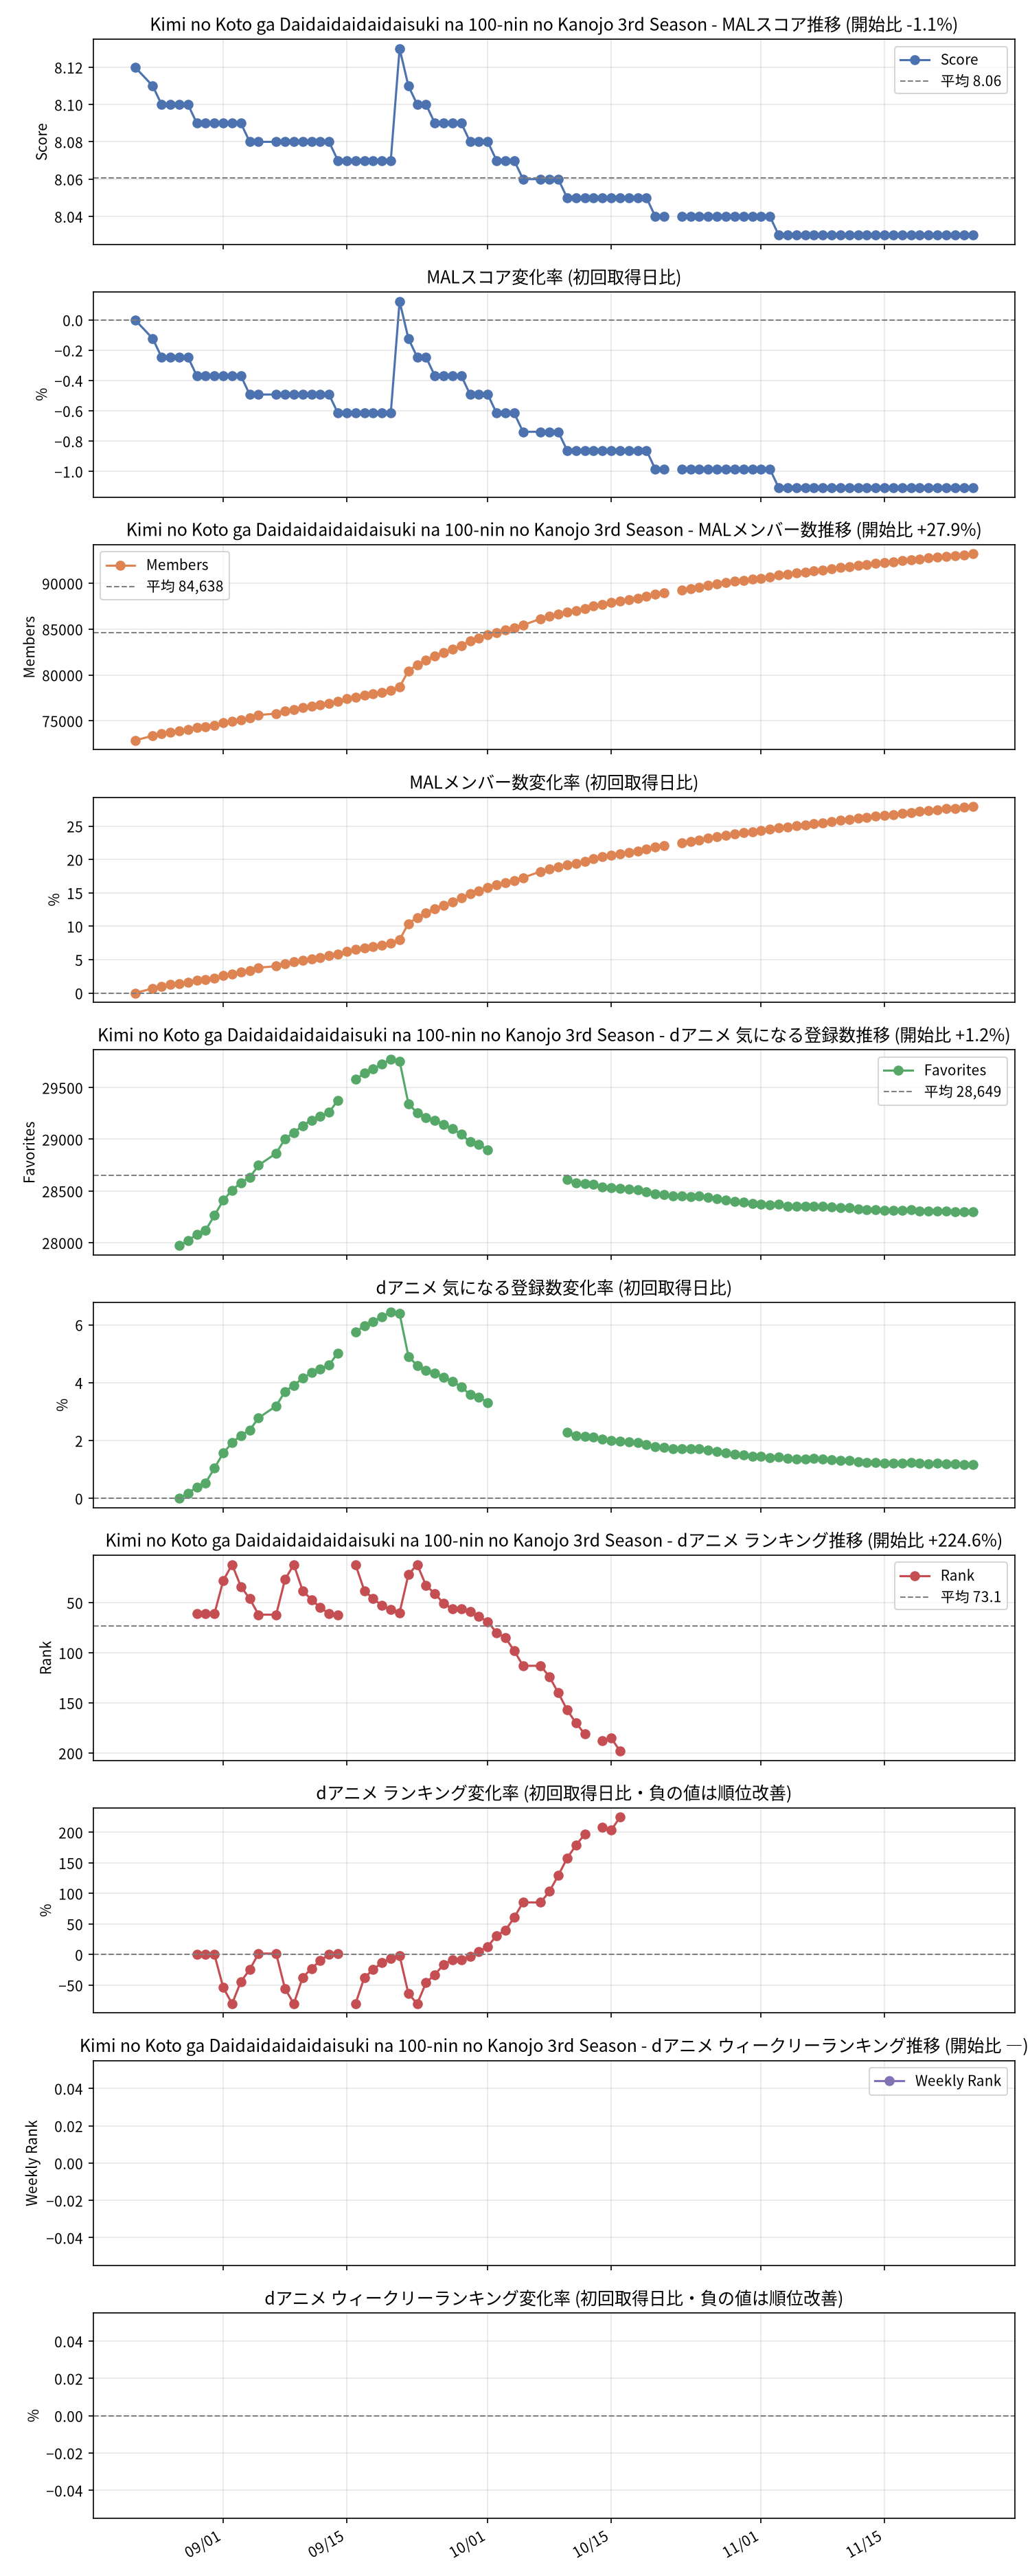 Kimi no Koto ga Daidaidaidaidaisuki na 100-nin no Kanojo 3rd Season - MALスコア推移 (開始比 -1.1%)
Score
平均 8.06
8.12
8.10
8.08
8.06
8.04
Score
MALスコア変化率 (初回取得日比)
0.0
−0.2
−0.4
−0.6
−0.8
−1.0
%
Kimi no Koto ga Daidaidaidaidaisuki na 100-nin no Kanojo 3rd Season - MALメンバー数推移 (開始比 +27.9%)
Members
平均 84,638
90000
85000
80000
75000
Members
MALメンバー数変化率 (初回取得日比)
25
20
15
10
5
0
%
Kimi no Koto ga Daidaidaidaidaisuki na 100-nin no Kanojo 3rd Season - dアニメ 気になる登録数推移 (開始比 +1.2%)
Favorites
平均 28,649
29500
29000
28500
28000
Favorites
dアニメ 気になる登録数変化率 (初回取得日比)
6
4
2
0
%
Kimi no Koto ga Daidaidaidaidaisuki na 100-nin no Kanojo 3rd Season - dアニメ ランキング推移 (開始比 +224.6%)
Rank
平均 73.1
50
100
150
200
Rank
dアニメ ランキング変化率 (初回取得日比・負の値は順位改善)
200
150
100
50
0
−50
%
Kimi no Koto ga Daidaidaidaidaisuki na 100-nin no Kanojo 3rd Season - dアニメ ウィークリーランキング推移 (開始比 —)
Weekly Rank
0.04
0.02
0.00
−0.02
−0.04
Weekly Rank
dアニメ ウィークリーランキング変化率 (初回取得日比・負の値は順位改善)
0.04
0.02
0.00
−0.02
−0.04
%
09/01
09/15
10/01
10/15
11/01
11/15